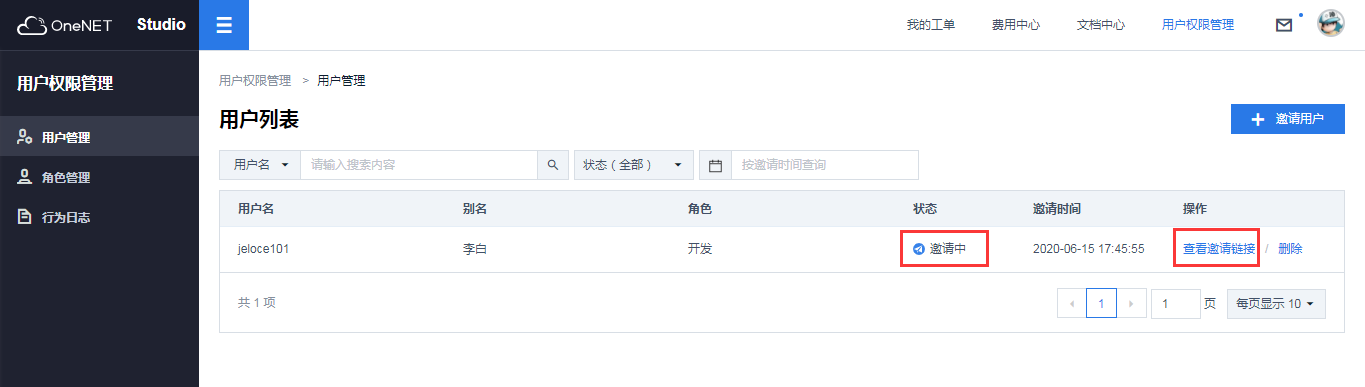 OneNET Studio 我的工单 费用中心 文档中心 用户权限管理
用户权限管理
用户管理
角色管理
行为日志
用户权限管理 > 用户管理
用户列表
邀请用户
用户名 请输入搜索内容 状态（全部） 按邀请时间查询
用户名 别名 角色 状态 邀请时间 操作
jeloce101 李白 开发 邀请中 2020-06-15 17:45:55 查看邀请链接 / 删除
共 1 项 1 1 页 每页显示 10